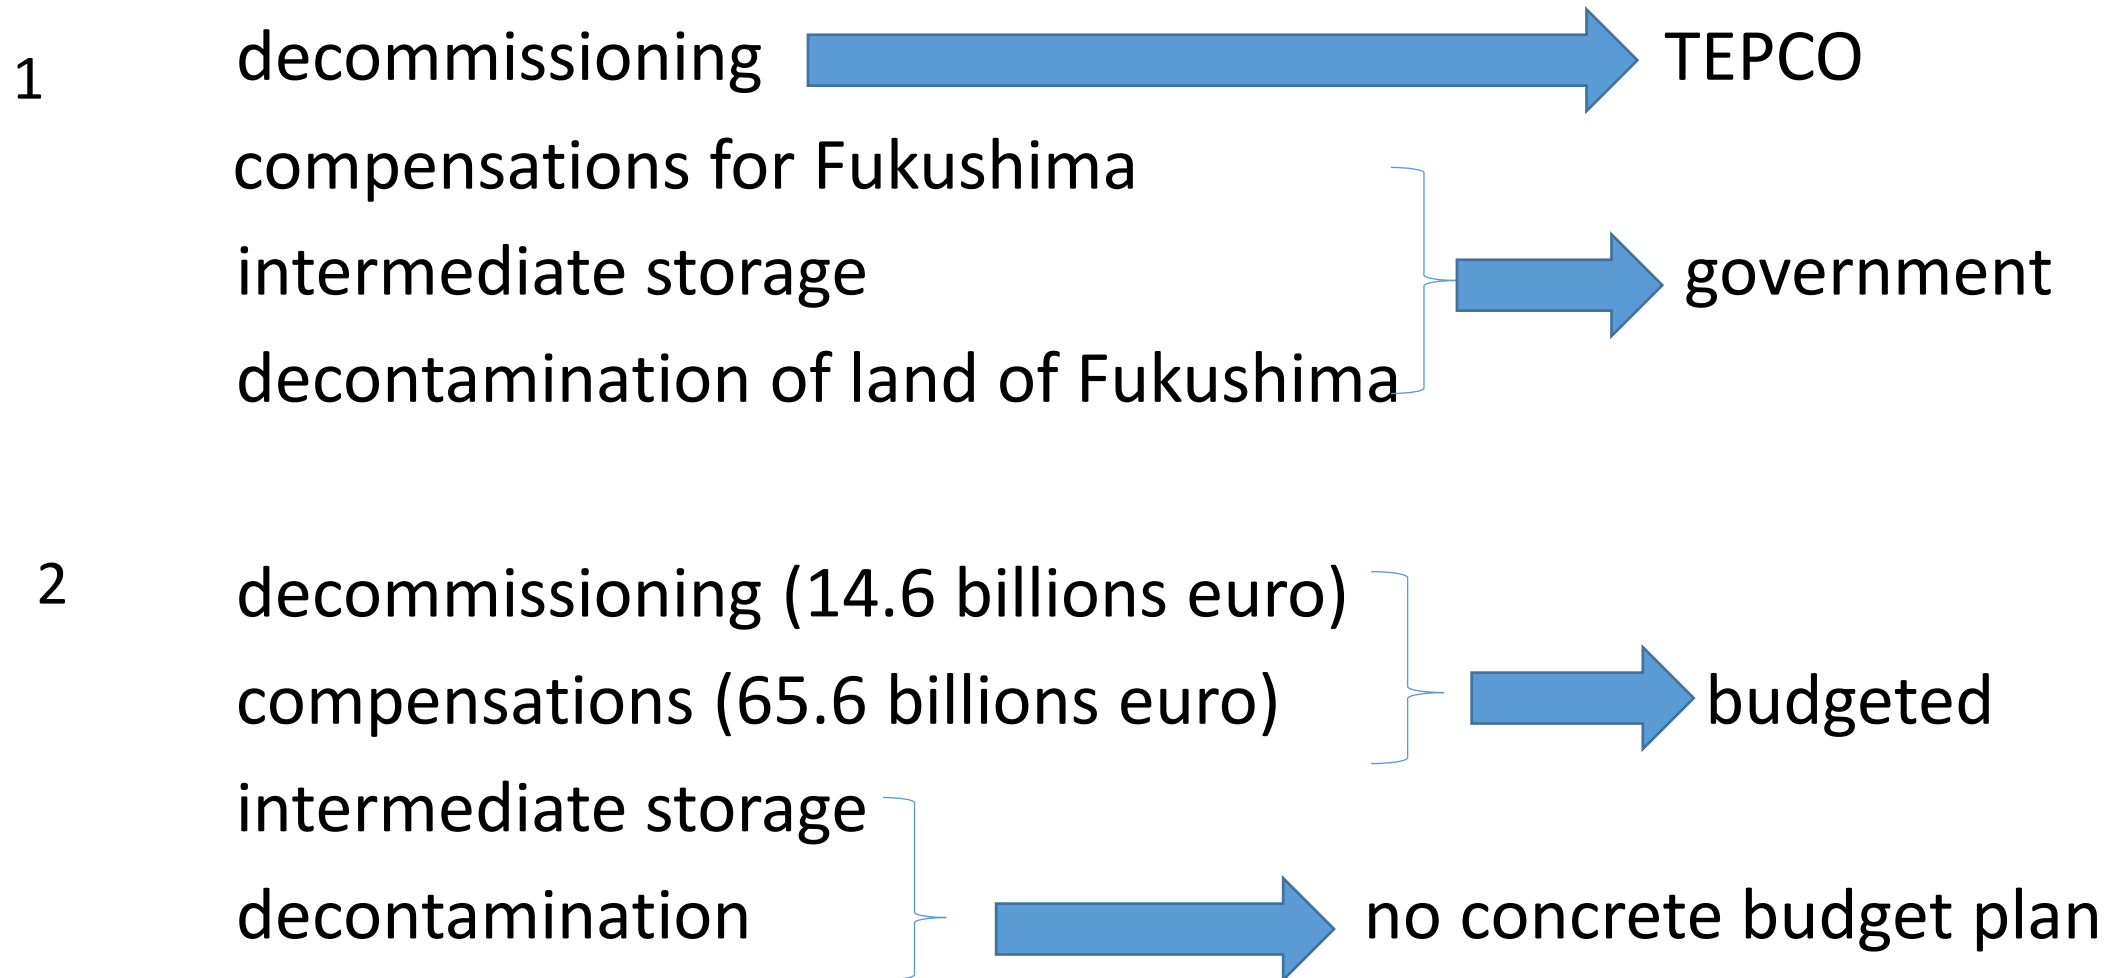 1 decommissioning TEPCO
compensations for Fukushima
intermediate storage government
decontamination of land of Fukushima
2 decommissioning (14.6 billions euro)
compensations (65.6 billions euro) budgeted
intermediate storage
decontamination no concrete budget plan